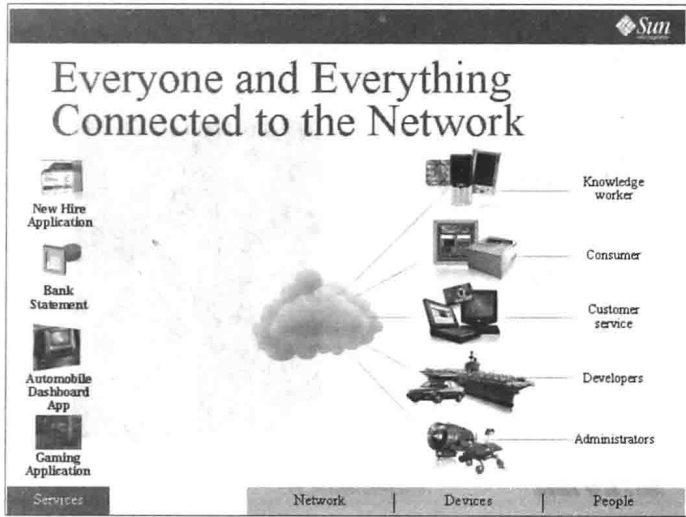 Sun
Everyone and Everything
Connected to the Network
New Hire
Application
Bank
Statement
Automobile
Dashboard
App
Gaming
Application
Knowledge
worker
Consumer
Customer
service
Developers
Administrators
Services
Network
Devices
People